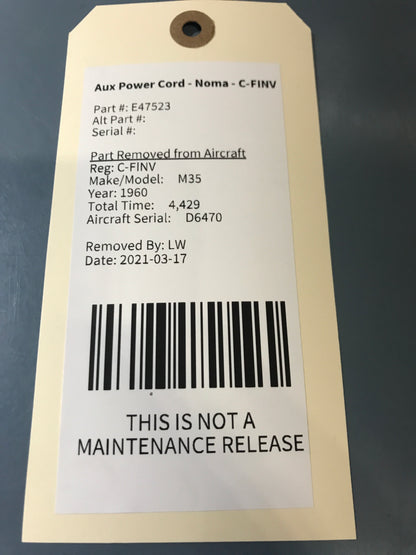 Aux Power Cord - Noma - C-FINV
Part #: E47523
Alt Part #:
Serial #:
Part Removed from Aircraft
Reg: C-FINV
Make/Model: M35
Year: 1960
Total Time: 4,429
Aircraft Serial: D6470
Removed By: LW
Date: 2021-03-17
THIS IS NOT A
MAINTENANCE RELEASE